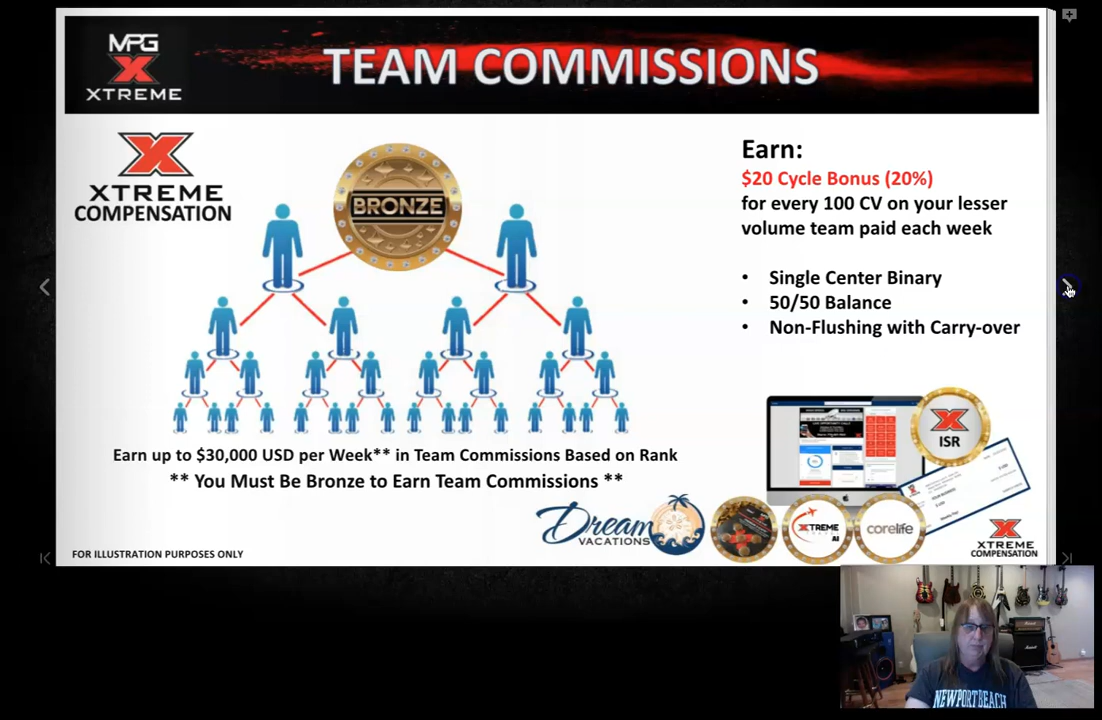 MPG
X
XTREME
TEAM COMMISSIONS
XTREME
COMPENSATION
BRONZE
Earn:
$20 Cycle Bonus (20%)
for every 100 CV on your lesser
volume team paid each week
• Single Center Binary
• 50/50 Balance
• Non-Flushing with Carry-over
Earn up to $30,000 USD per Week** in Team Commissions Based on Rank
** You Must Be Bronze to Earn Team Commissions **
ISR
Dream
VACATIONS
XTREME
AI
corelife
XTREME
COMPENSATION
FOR ILLUSTRATION PURPOSES ONLY
Marshall
NEWPORT BEACH